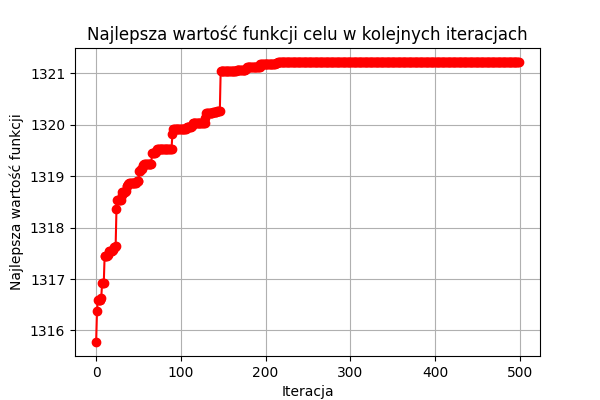 Najlepsza wartość funkcji celu w kolejnych iteracjach
Najlepsza wartość funkcji
1321
1320
1319
1318
1317
1316
0 100 200 300 400 500
Iteracja